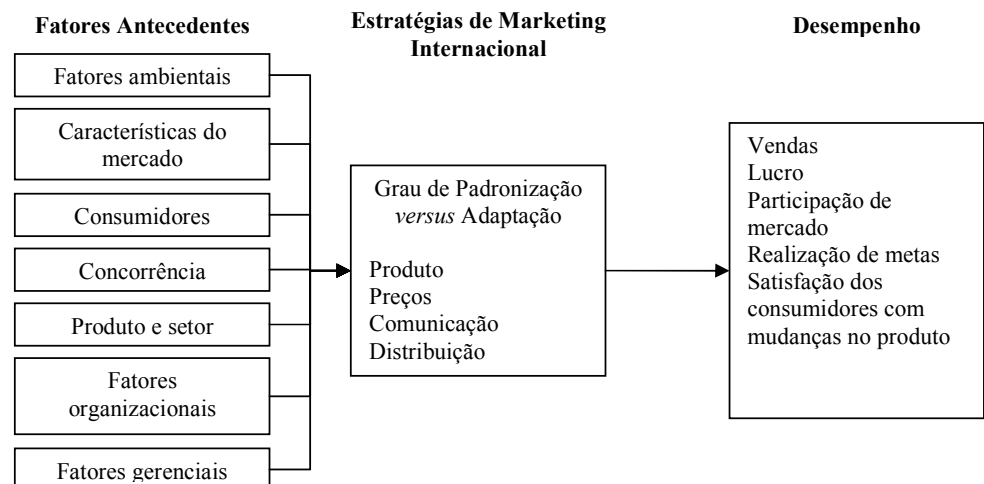 Fatores Antecedentes
Fatores ambientais
Características do
mercado
Consumidores
Concorrência
Produto e setor
Fatores
organizacionais
Fatores gerenciais
Estratégias de Marketing
Internacional
Grau de Padronização
versus Adaptação
Produto
Preços
Comunicação
Distribuição
Desempenho
Vendas
Lucro
Participação de
mercado
Realização de metas
Satisfação dos
consumidores com
mudanças no produto